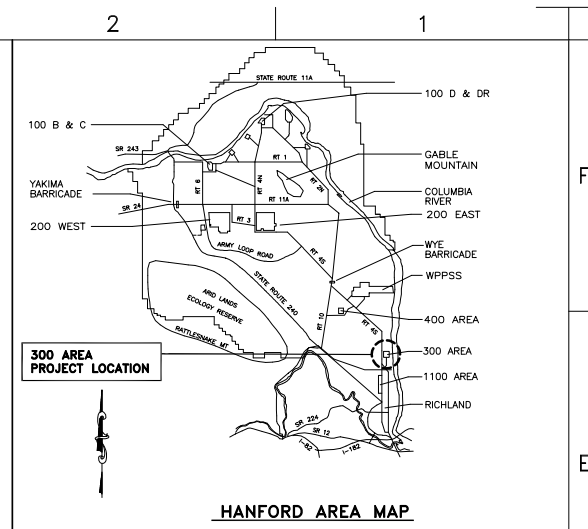 2
1
STATE ROUTE 11A
100 B & C
100 D & DR
SR 243
RT 1
GABLE
MOUNTAIN
F
YAKIMA
BARRICADE
RT 6
RT 4N
RT 2N
COLUMBIA
RIVER
SR 24
RT 11A
200 WEST
RT 3
200 EAST
ARMY LOOP ROAD
RT 4S
WYE
BARRICADE
WPPSS
STATE ROUTE 240
ARID LANDS
ECOLOGY RESERVE
RT 10
RT 4S
400 AREA
RATTLESNAKE MT
300 AREA
PROJECT LOCATION
300 AREA
1100 AREA
RICHLAND
SR 224
SR 12
I-82
I-182
E
HANFORD AREA MAP